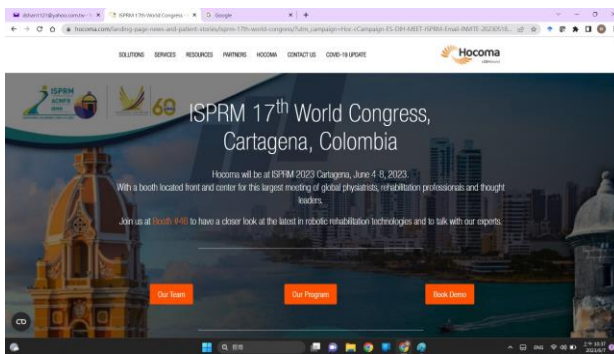 ISPRM 17th World Congress - H
Google
hocoma.com/landing-page-news-and-patient-stories/isprm-17th-world-congress/
SOLUTIONS SERVICES RESOURCES PARTNERS HOCOMA CONTACT US COVID-19 UPDATE
Hocoma
ISPRM
60
ISPRM 17th World Congress,
Cartagena, Colombia
Hocoma will be at ISPRM 2023 Cartagena, June 4-8, 2023.
With a booth located front and center for this largest meeting of global physiatrists, rehabilitation professionals and thought
leaders.
Join us at Booth #46 to have a closer look at the latest in robotic rehabilitation technologies and to talk with our experts.
Our Team
Our Program
Book Demo